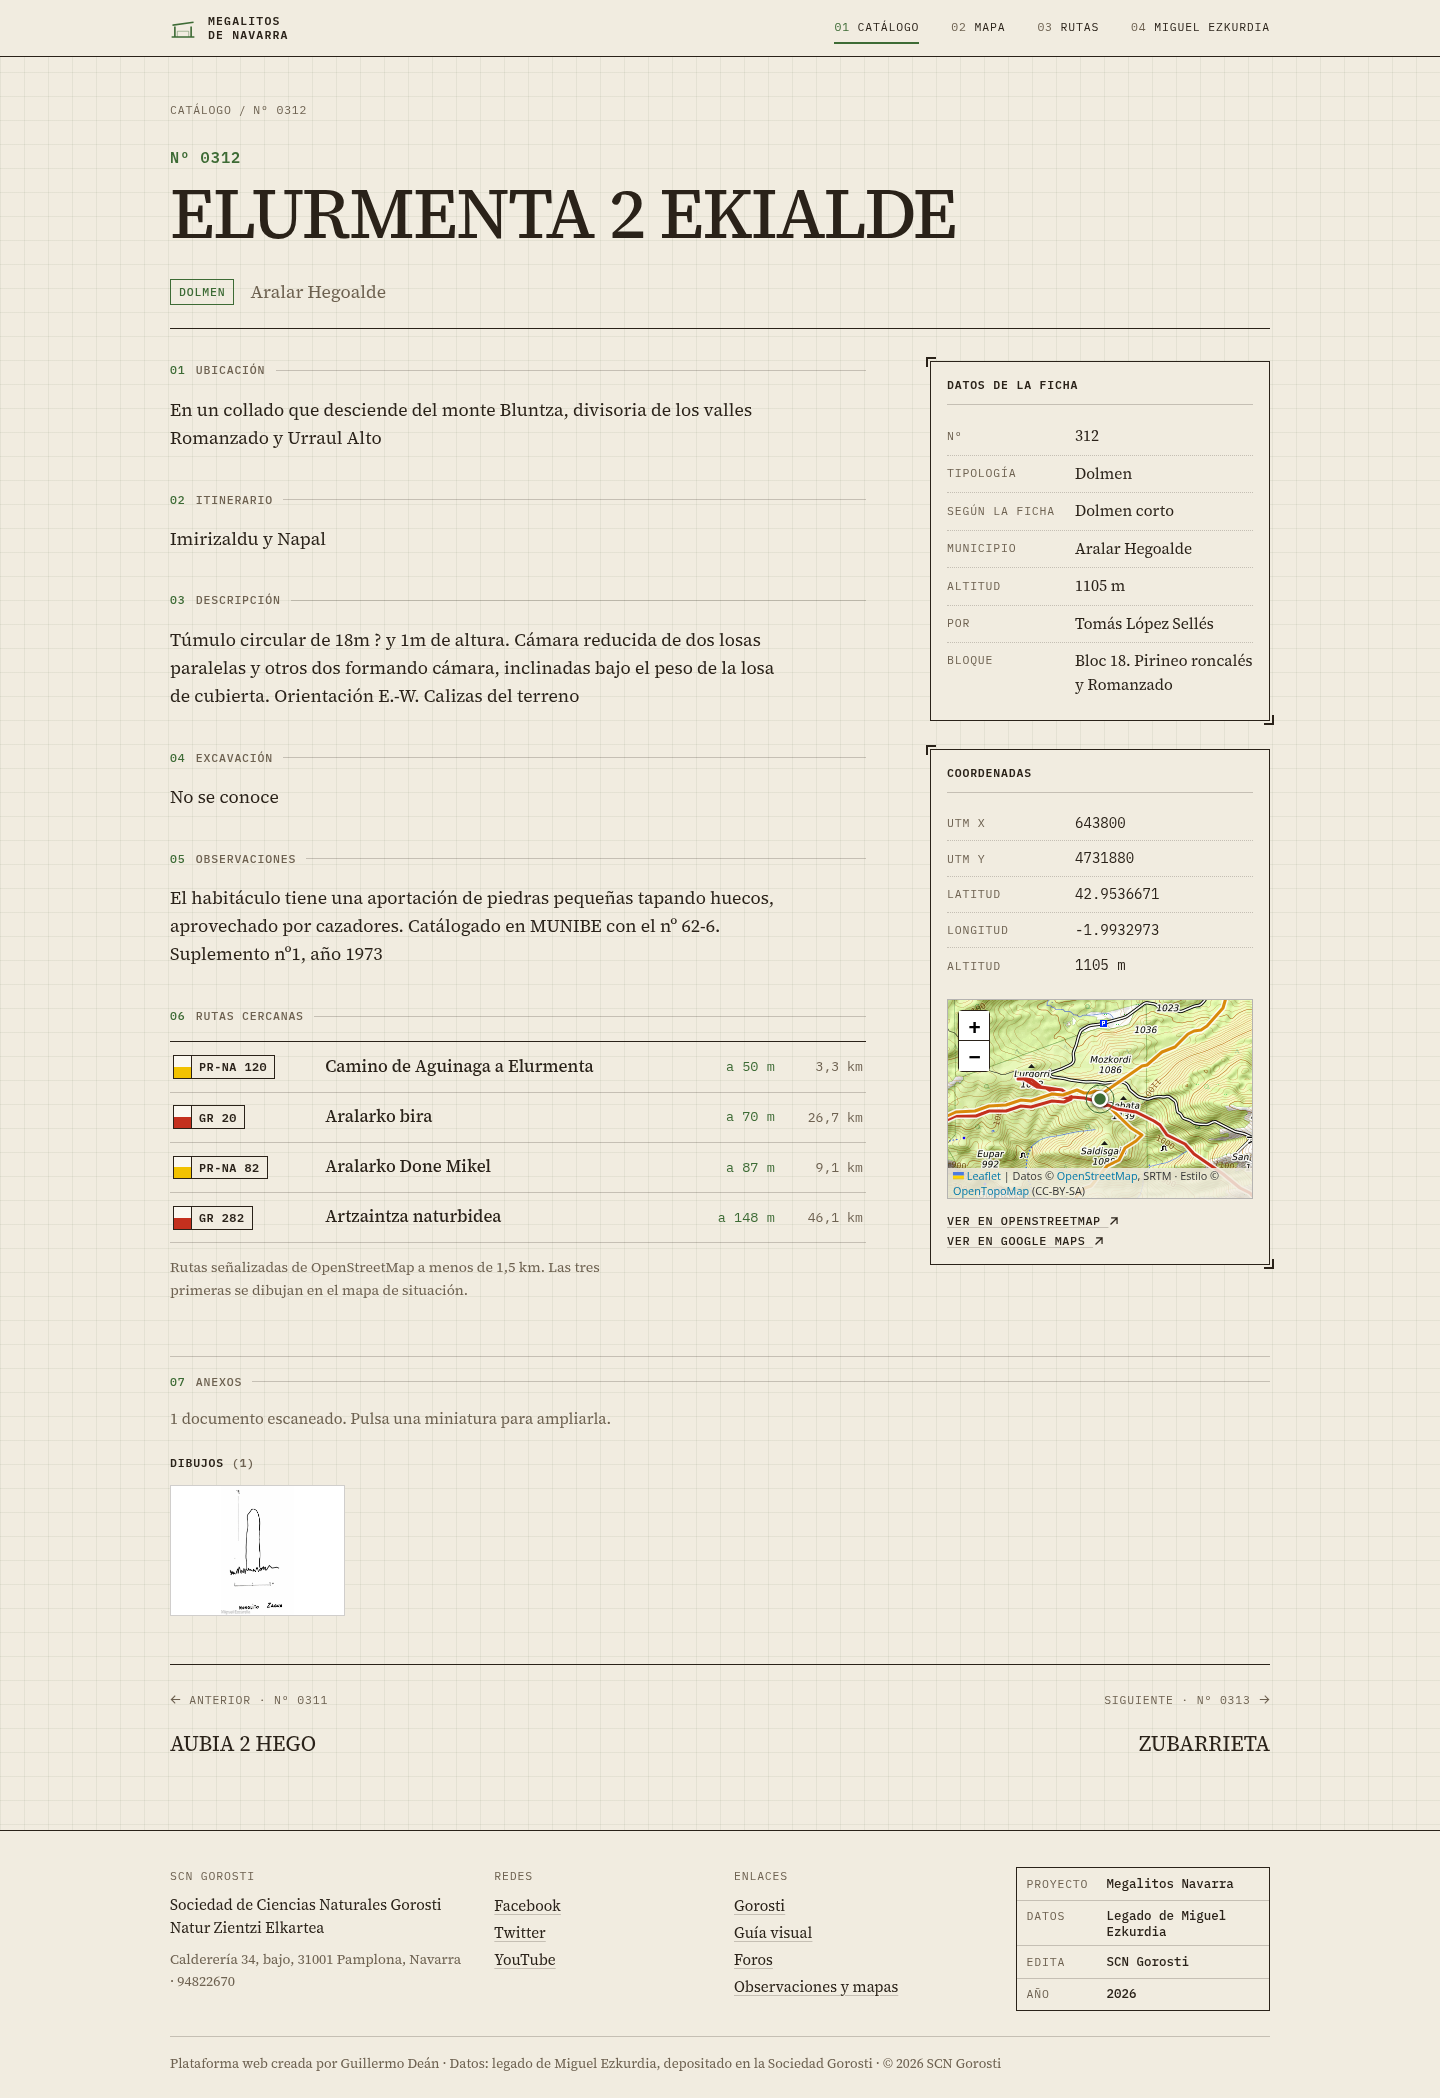 MEGALITOS
DE NAVARRA
01 CATÁLOGO 02 MAPA 03 RUTAS 04 MIGUEL EZKURDIA
CATÁLOGO / Nº 0312
Nº 0312
ELURMENTA 2 EKIALDE
DOLMEN Aralar Hegoalde
01 UBICACIÓN
En un collado que desciende del monte Bluntza, divisoria de los valles
Romanzado y Urraul Alto
02 ITINERARIO
Imirizaldu y Napal
03 DESCRIPCIÓN
Túmulo circular de 18m ? y 1m de altura. Cámara reducida de dos losas
paralelas y otros dos formando cámara, inclinadas bajo el peso de la losa
de cubierta. Orientación E.-W. Calizas del terreno
04 EXCAVACIÓN
No se conoce
05 OBSERVACIONES
El habitáculo tiene una aportación de piedras pequeñas tapando huecos,
aprovechado por cazadores. Catálogado en MUNIBE con el nº 62-6.
Suplemento nº1, año 1973
06 RUTAS CERCANAS
PR-NA 120 Camino de Aguinaga a Elurmenta a 50 m 3,3 km
GR 20 Aralarko bira a 70 m 26,7 km
PR-NA 82 Aralarko Done Mikel a 87 m 9,1 km
GR 282 Artzaintza naturbidea a 148 m 46,1 km
Rutas señalizadas de OpenStreetMap a menos de 1,5 km. Las tres
primeras se dibujan en el mapa de situación.
DATOS DE LA FICHA
Nº 312
TIPOLOGÍA Dolmen
SEGÚN LA FICHA Dolmen corto
MUNICIPIO Aralar Hegoalde
ALTITUD 1105 m
POR Tomás López Sellés
BLOQUE Bloc 18. Pirineo roncalés
y Romanzado
COORDENADAS
UTM X 643800
UTM Y 4731880
LATITUD 42.9536671
LONGITUD -1.9932973
ALTITUD 1105 m
+
−
1023
1036
Mozkordi
1086
Lurgorri
1100
Saldisgai
Eupar
992
1000
Leaflet | Datos © OpenStreetMap, SRTM · Estilo ©
OpenTopoMap (CC-BY-SA)
VER EN OPENSTREETMAP ↗
VER EN GOOGLE MAPS ↗
07 ANEXOS
1 documento escaneado. Pulsa una miniatura para ampliarla.
DIBUJOS (1)
← ANTERIOR · Nº 0311
AUBIA 2 HEGO
SIGUIENTE · Nº 0313 →
ZUBARRIETA
SCN GOROSTI
Sociedad de Ciencias Naturales Gorosti
Natur Zientzi Elkartea
Calderería 34, bajo, 31001 Pamplona, Navarra
· 94822670
REDES
Facebook
Twitter
YouTube
ENLACES
Gorosti
Guía visual
Foros
Observaciones y mapas
PROYECTO Megalitos Navarra
DATOS Legado de Miguel
Ezkurdia
EDITA SCN Gorosti
AÑO 2026
Plataforma web creada por Guillermo Deán · Datos: legado de Miguel Ezkurdia, depositado en la Sociedad Gorosti · © 2026 SCN Gorosti